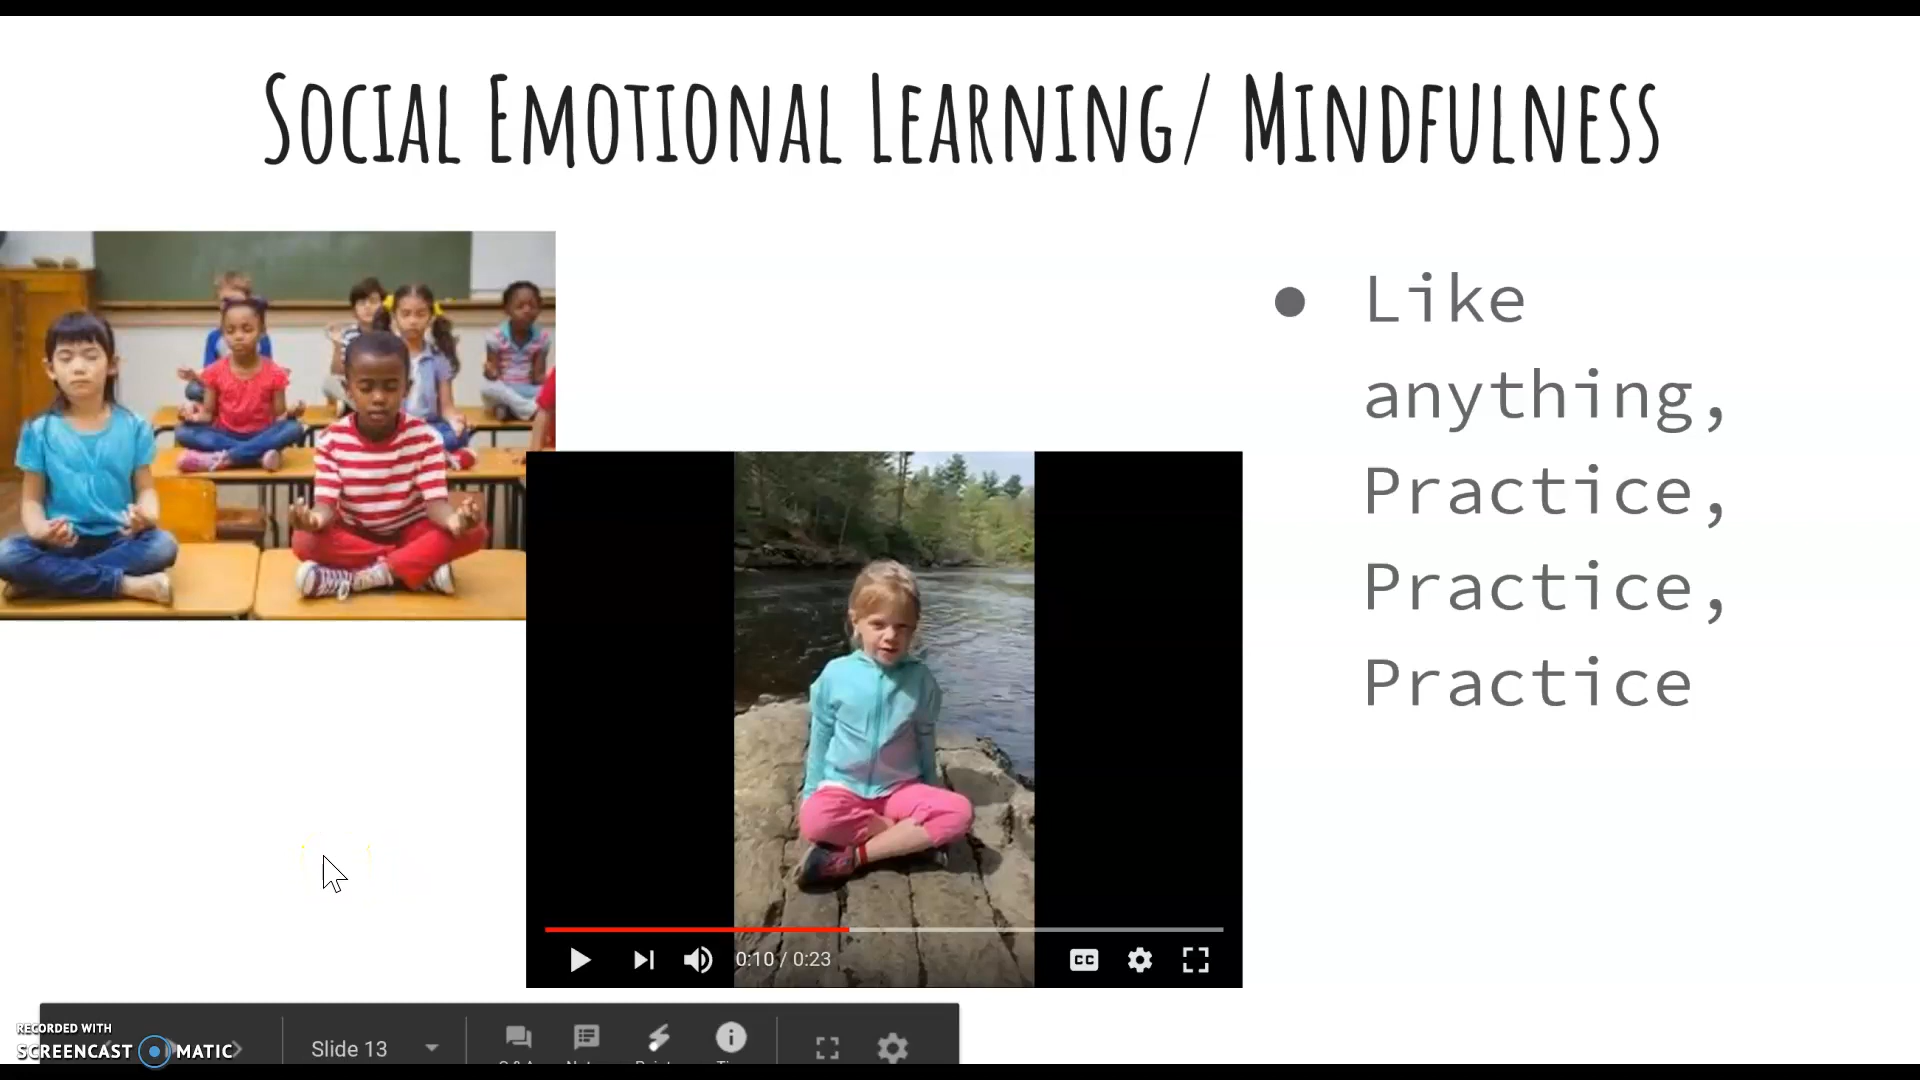 Social Emotional Learning/ Mindfulness
● Like
anything,
Practice,
Practice,
Practice
0:10 / 0:23
CC
RECORDED WITH
SCREENCAST MATIC
Slide 13